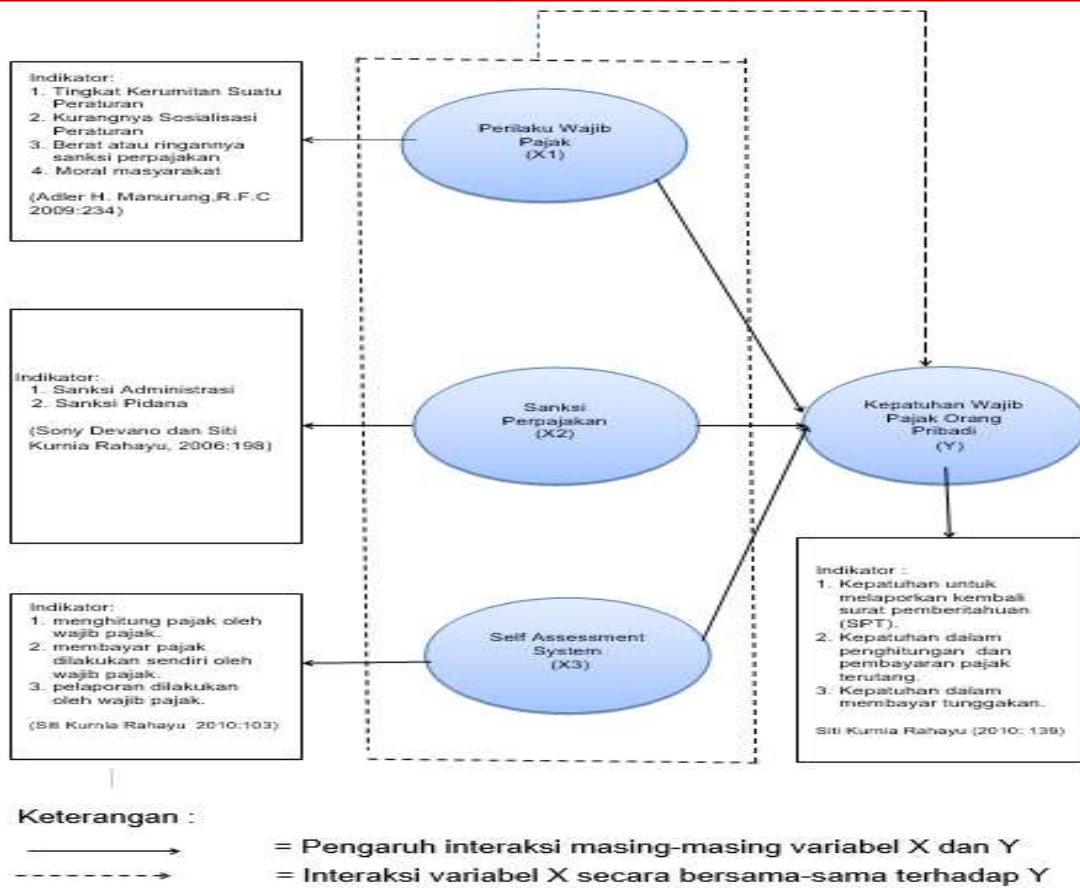 Indikator:
1. Tingkat Kerumitan Suatu
Peraturan
2. Kurangnya Sosialisasi
Peraturan
3. Berat atau ringannya
sanksi perpajakan
4. Moral masyarakat
(Adler H. Manurung,R.F.C
2009:234)
Perilaku Wajib
Pajak
(X1)
Indikator:
1. Sanksi Administrasi
2. Sanksi Pidana
(Sony Devano dan Siti
Kurnia Rahayu, 2006:198)
Sanksi
Perpajakan
(X2)
Kepatuhan Wajib
Pajak Orang
Pribadi
(Y)
Indikator:
1. menghitung pajak oleh
wajib pajak.
2. membayar pajak
dilakukan sendiri oleh
wajib pajak.
3. pelaporan dilakukan
oleh wajib pajak.
(Siti Kurnia Rahayu 2010:103)
Self Assessment
System
(X3)
Indikator :
1. Kepatuhan untuk
melaporkan kembali
surat pemberitahuan
(SPT).
2. Kepatuhan dalam
penghitungan dan
pembayaran pajak
terutang.
3. Kepatuhan dalam
membayar tunggakan.
Siti Kurnia Rahayu (2010: 139)
Keterangan :
= Pengaruh interaksi masing-masing variabel X dan Y
= Interaksi variabel X secara bersama-sama terhadap Y